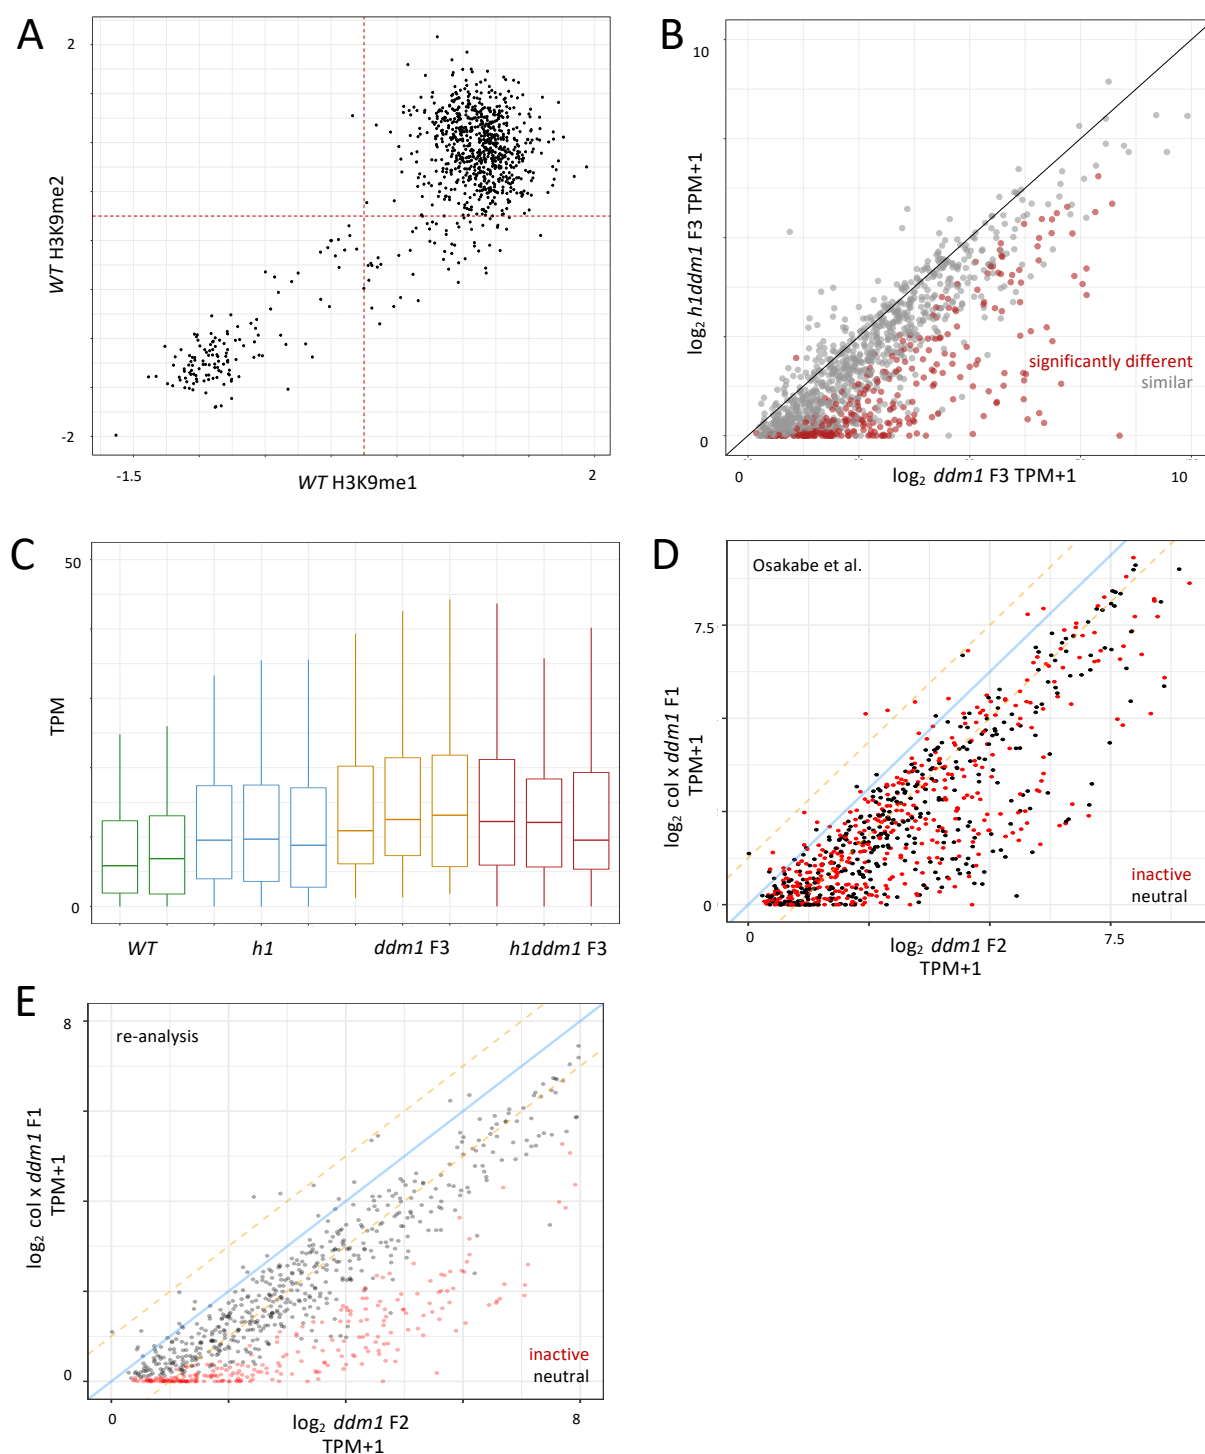 A
2
WT H3K9me2
-2
-1.5
WT H3K9me1
2
B
10
log₂ h1ddm1 F3 TPM+1
significantly different
similar
0
0
log₂ ddm1 F3 TPM+1
10
C
50
TPM
0
WT
h1
ddm1 F3
h1ddm1 F3
D
Osakabe et al.
7.5
log₂ col x ddm1 F1
TPM+1
inactive
neutral
0
0
7.5
log₂ ddm1 F2
TPM+1
E
8
re-analysis
log₂ col x ddm1 F1
TPM+1
inactive
neutral
0
0
log₂ ddm1 F2
TPM+1
8